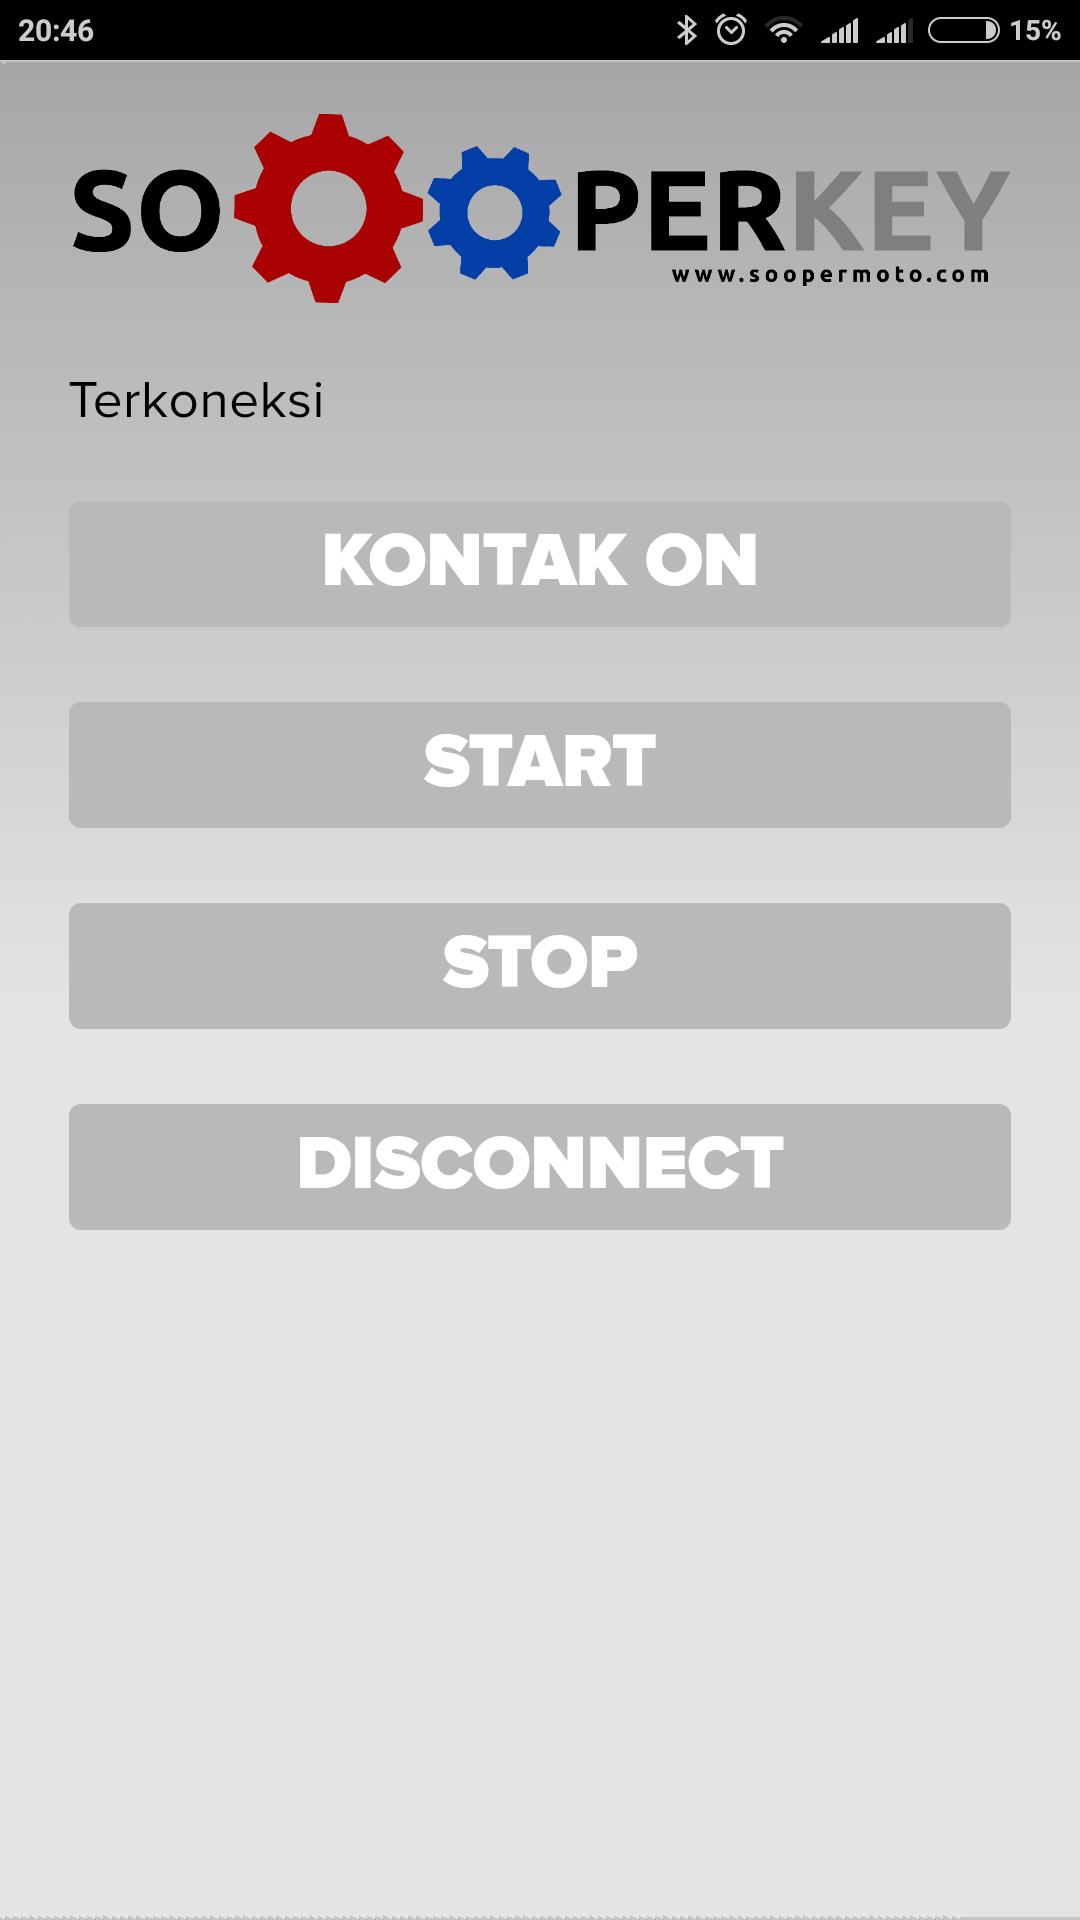 20:46 15%
SOOOPERKEY
www.soopermoto.com
Terkoneksi
KONTAK ON
START
STOP
DISCONNECT